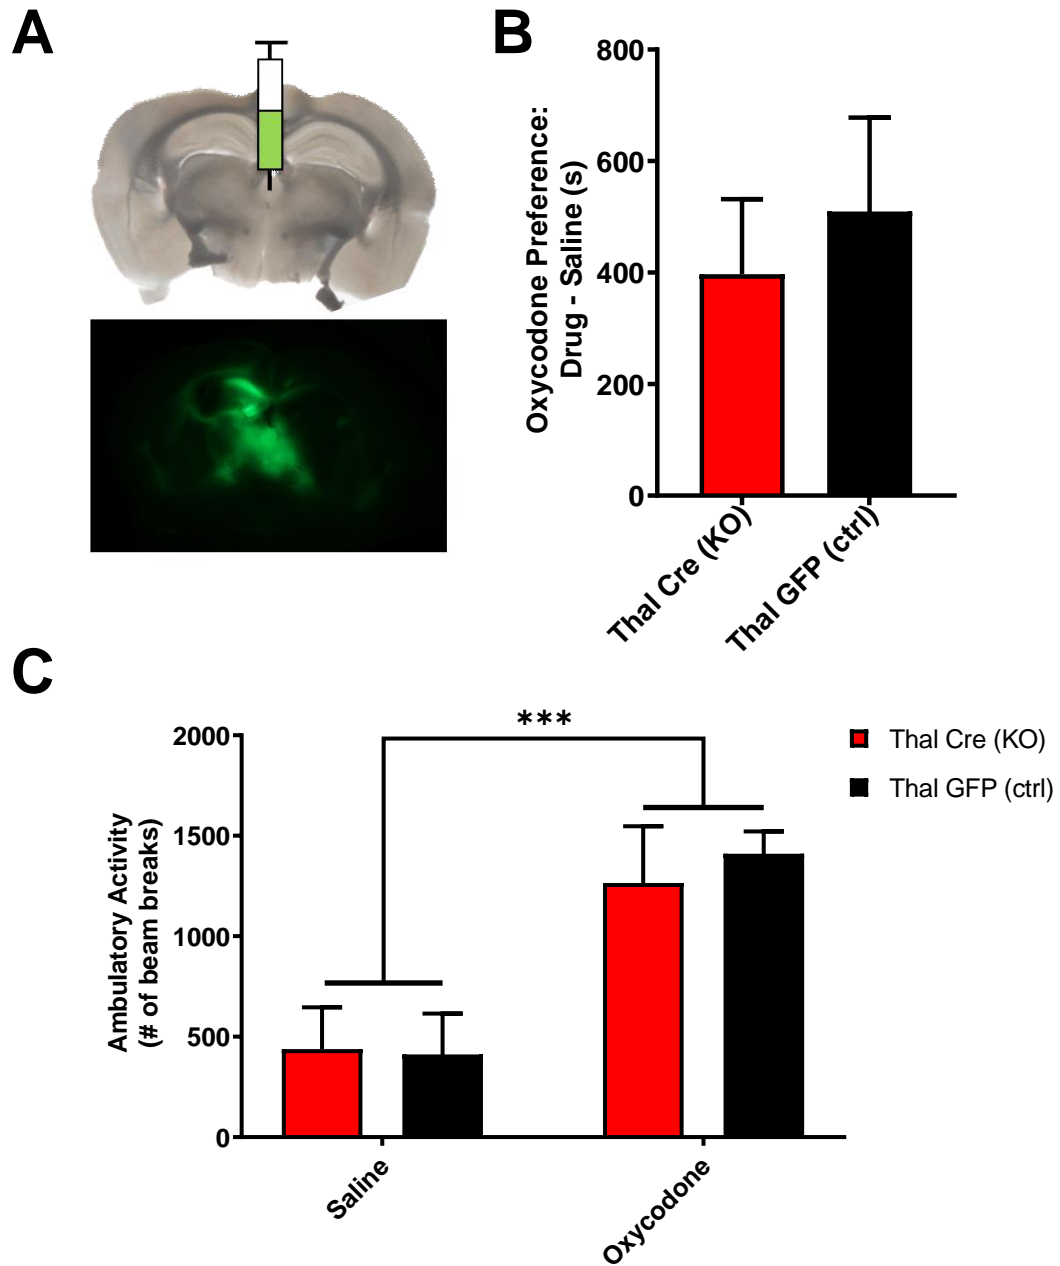 A
B
Oxycodone Preference:
Drug - Saline (s)
800
600
400
200
0
Thal Cre (KO)
Thal GFP (ctrl)
C
Ambulatory Activity
(# of beam breaks)
2000
1500
1000
500
0
***
Saline
Oxycodone
Thal Cre (KO)
Thal GFP (ctrl)